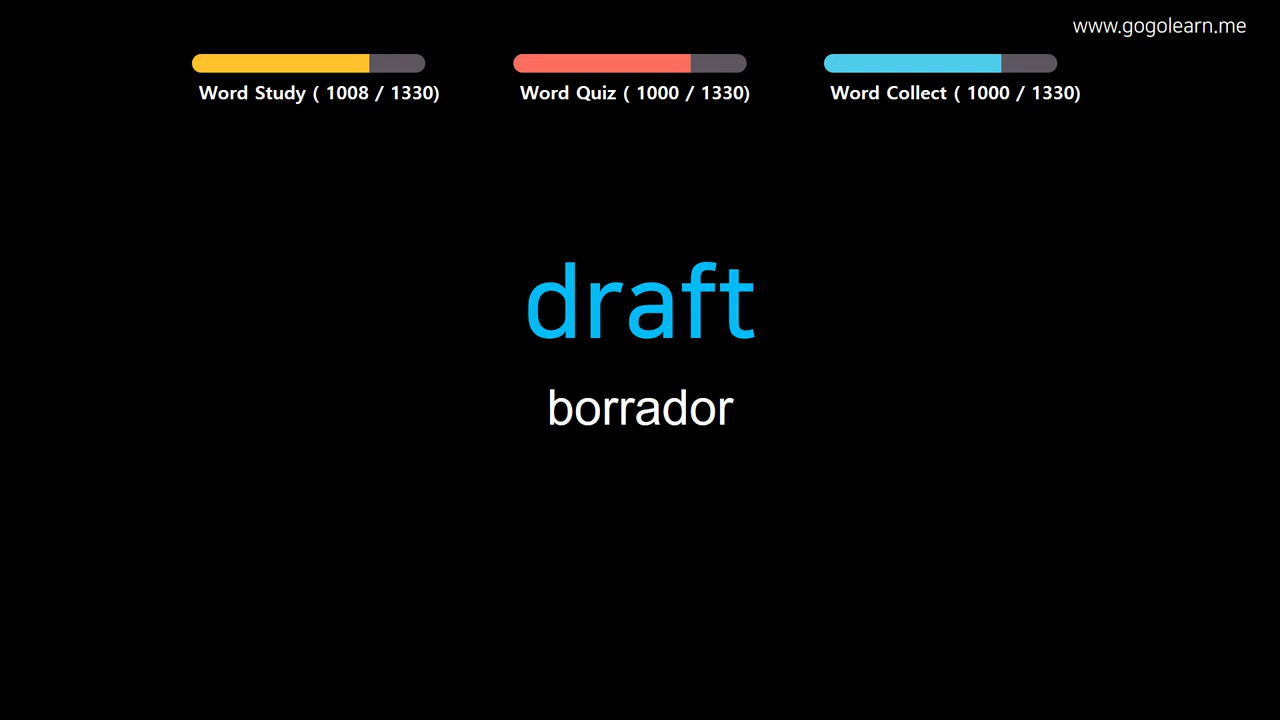 www.gogolearn.me
Word Study ( 1008 / 1330)
Word Quiz ( 1000 / 1330)
Word Collect ( 1000 / 1330)
draft
borrador